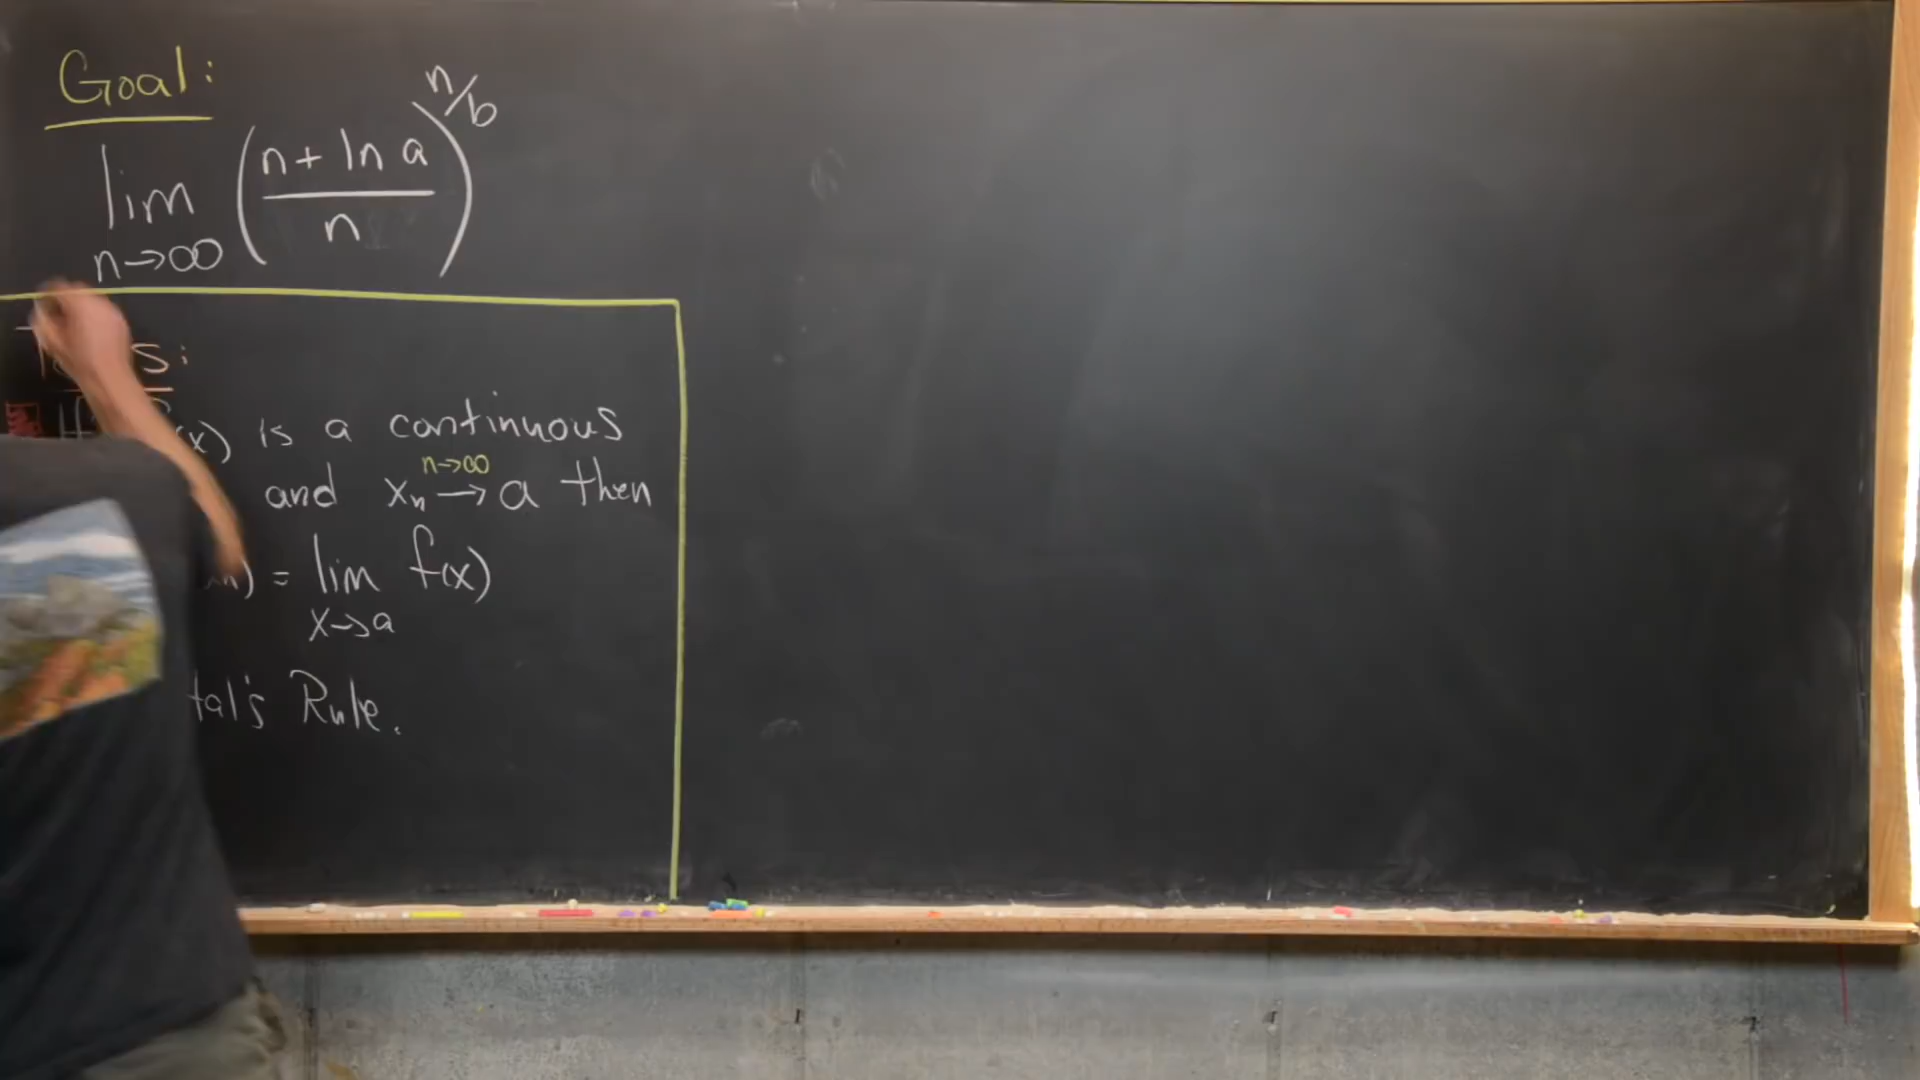 Goal:
lim n→∞ ( (n + ln a) / n )^(n/b)
(x) is a continuous
n→∞
and xₙ → a then
) = lim f(x)
x→a
tal's Rule.